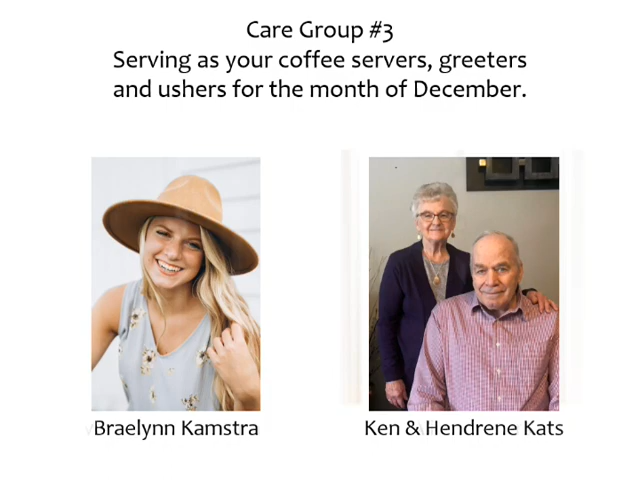 Care Group #3
Serving as your coffee servers, greeters
and ushers for the month of December.
Braelynn Kamstra
Ken & Hendrene Kats